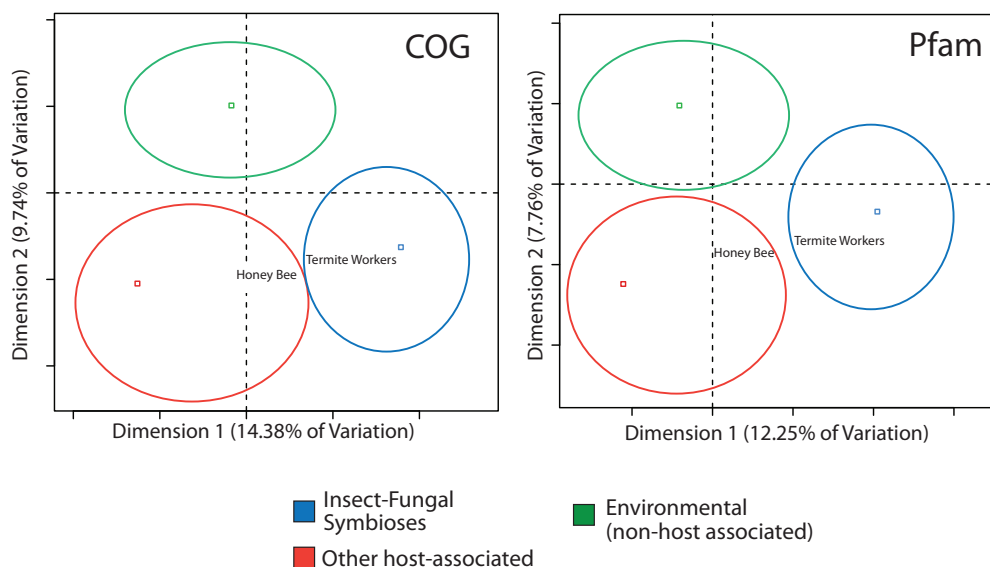 COG
Honey Bee
Termite Workers
Dimension 2 (9.74% of Variation)
Dimension 1 (14.38% of Variation)
Pfam
Honey Bee
Termite Workers
Dimension 2 (7.76% of Variation)
Dimension 1 (12.25% of Variation)
Insect-Fungal
Symbioses
Other host-associated
Environmental
(non-host associated)